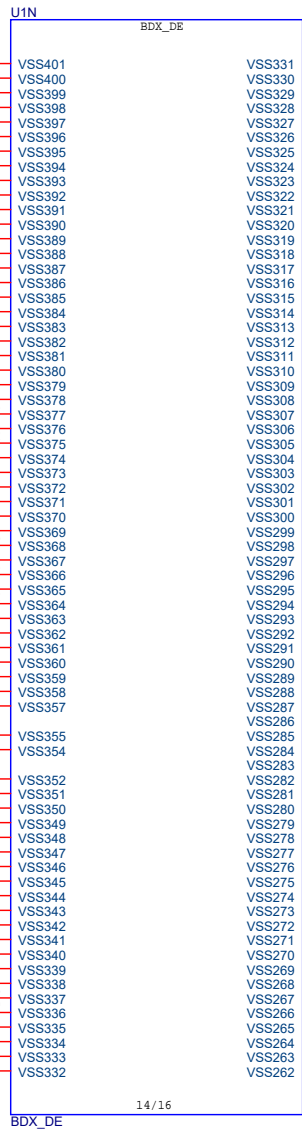 U1N
BDX_DE
VSS401 VSS331
VSS400 VSS330
VSS399 VSS329
VSS398 VSS328
VSS397 VSS327
VSS396 VSS326
VSS395 VSS325
VSS394 VSS324
VSS393 VSS323
VSS392 VSS322
VSS391 VSS321
VSS390 VSS320
VSS389 VSS319
VSS388 VSS318
VSS387 VSS317
VSS386 VSS316
VSS385 VSS315
VSS384 VSS314
VSS383 VSS313
VSS382 VSS312
VSS381 VSS311
VSS380 VSS310
VSS379 VSS309
VSS378 VSS308
VSS377 VSS307
VSS376 VSS306
VSS375 VSS305
VSS374 VSS304
VSS373 VSS303
VSS372 VSS302
VSS371 VSS301
VSS370 VSS300
VSS369 VSS299
VSS368 VSS298
VSS367 VSS297
VSS366 VSS296
VSS365 VSS295
VSS364 VSS294
VSS363 VSS293
VSS362 VSS292
VSS361 VSS291
VSS360 VSS290
VSS359 VSS289
VSS358 VSS288
VSS357 VSS287
VSS286
VSS355 VSS285
VSS354 VSS284
VSS283
VSS352 VSS282
VSS351 VSS281
VSS350 VSS280
VSS349 VSS279
VSS348 VSS278
VSS347 VSS277
VSS346 VSS276
VSS345 VSS275
VSS344 VSS274
VSS343 VSS273
VSS342 VSS272
VSS341 VSS271
VSS340 VSS270
VSS339 VSS269
VSS338 VSS268
VSS337 VSS267
VSS336 VSS266
VSS335 VSS265
VSS334 VSS264
VSS333 VSS263
VSS332 VSS262
14/16
BDX_DE